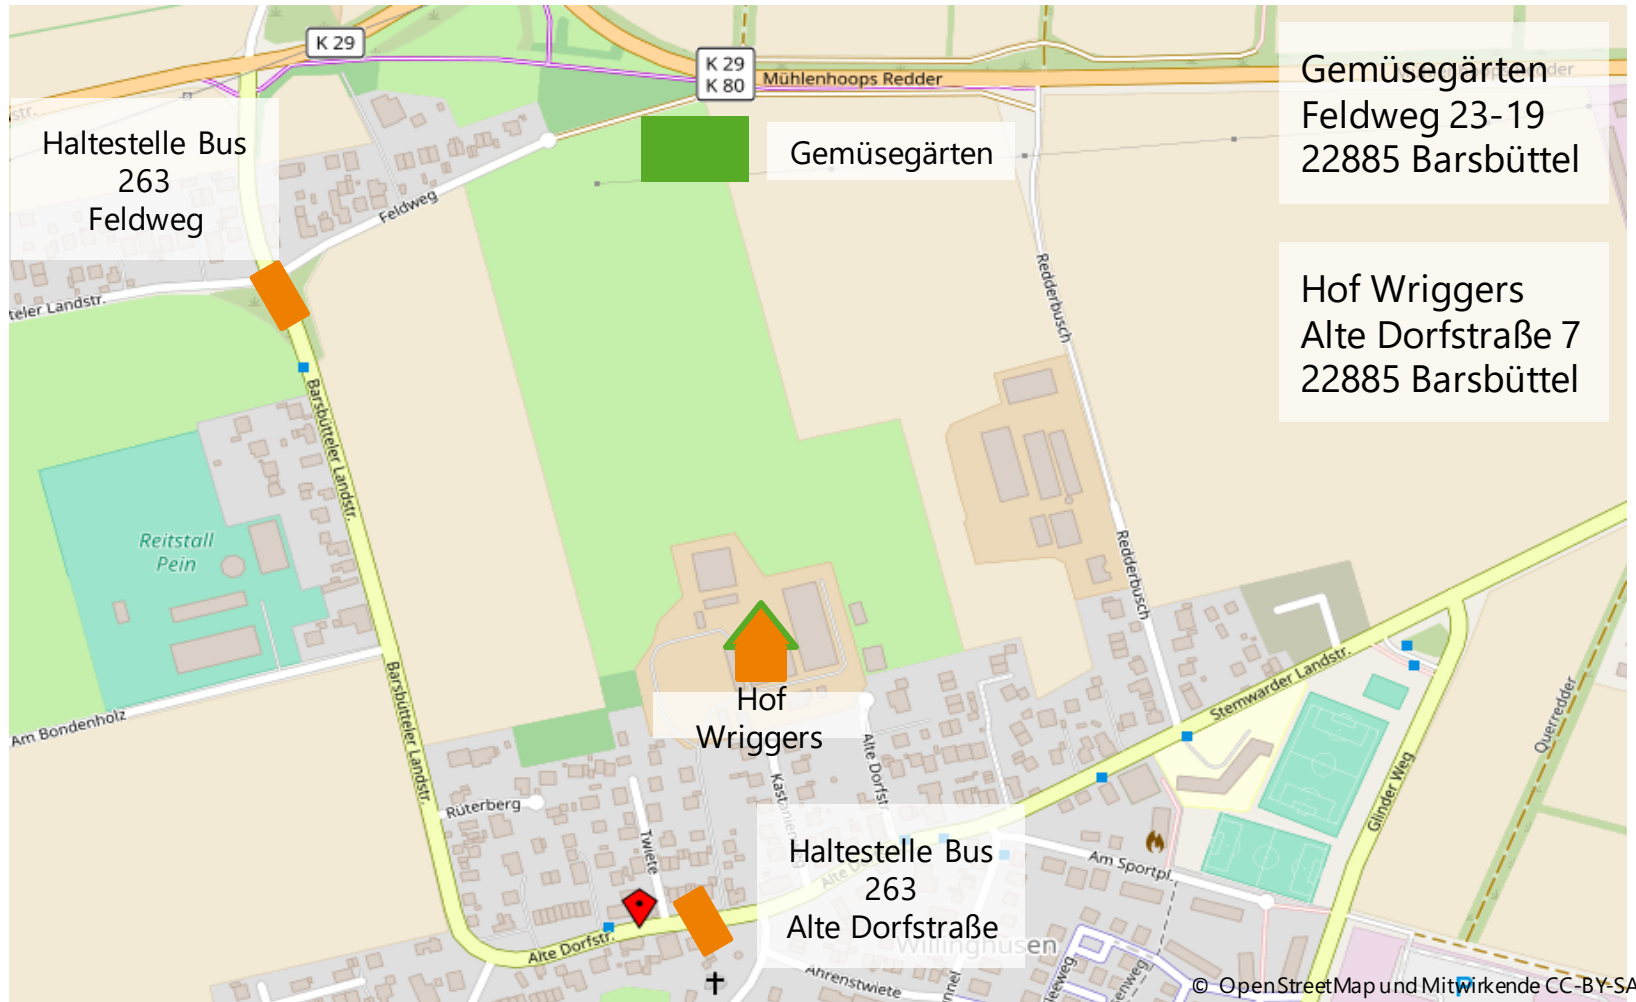 K 29
K 29
K 80
Mühlenhoops Redder
Gemüsegärten
Feldweg 23-19
22885 Barsbüttel
Haltestelle Bus
263
Feldweg
Gemüsegärten
Feldweg
Redderbusch
teler Landstr.
Hof Wriggers
Alte Dorfstraße 7
22885 Barsbüttel
Barsbütteler Landstr.
Reitstall
Pein
Redderbusch
Am Bondenholz
Barsbütteler Landstr.
Hof
Wriggers
Stemwarder Landstr.
Querredder
Alte Dorfstr.
Rüterberg
Twiete
Glinder Weg
Haltestelle Bus
263
Alte Dorfstraße
Am Sportpl.
Alte Dorfstr.
Willinghusen
Ahrenstwiete
© OpenStreetMap und Mitwirkende CC-BY-SA